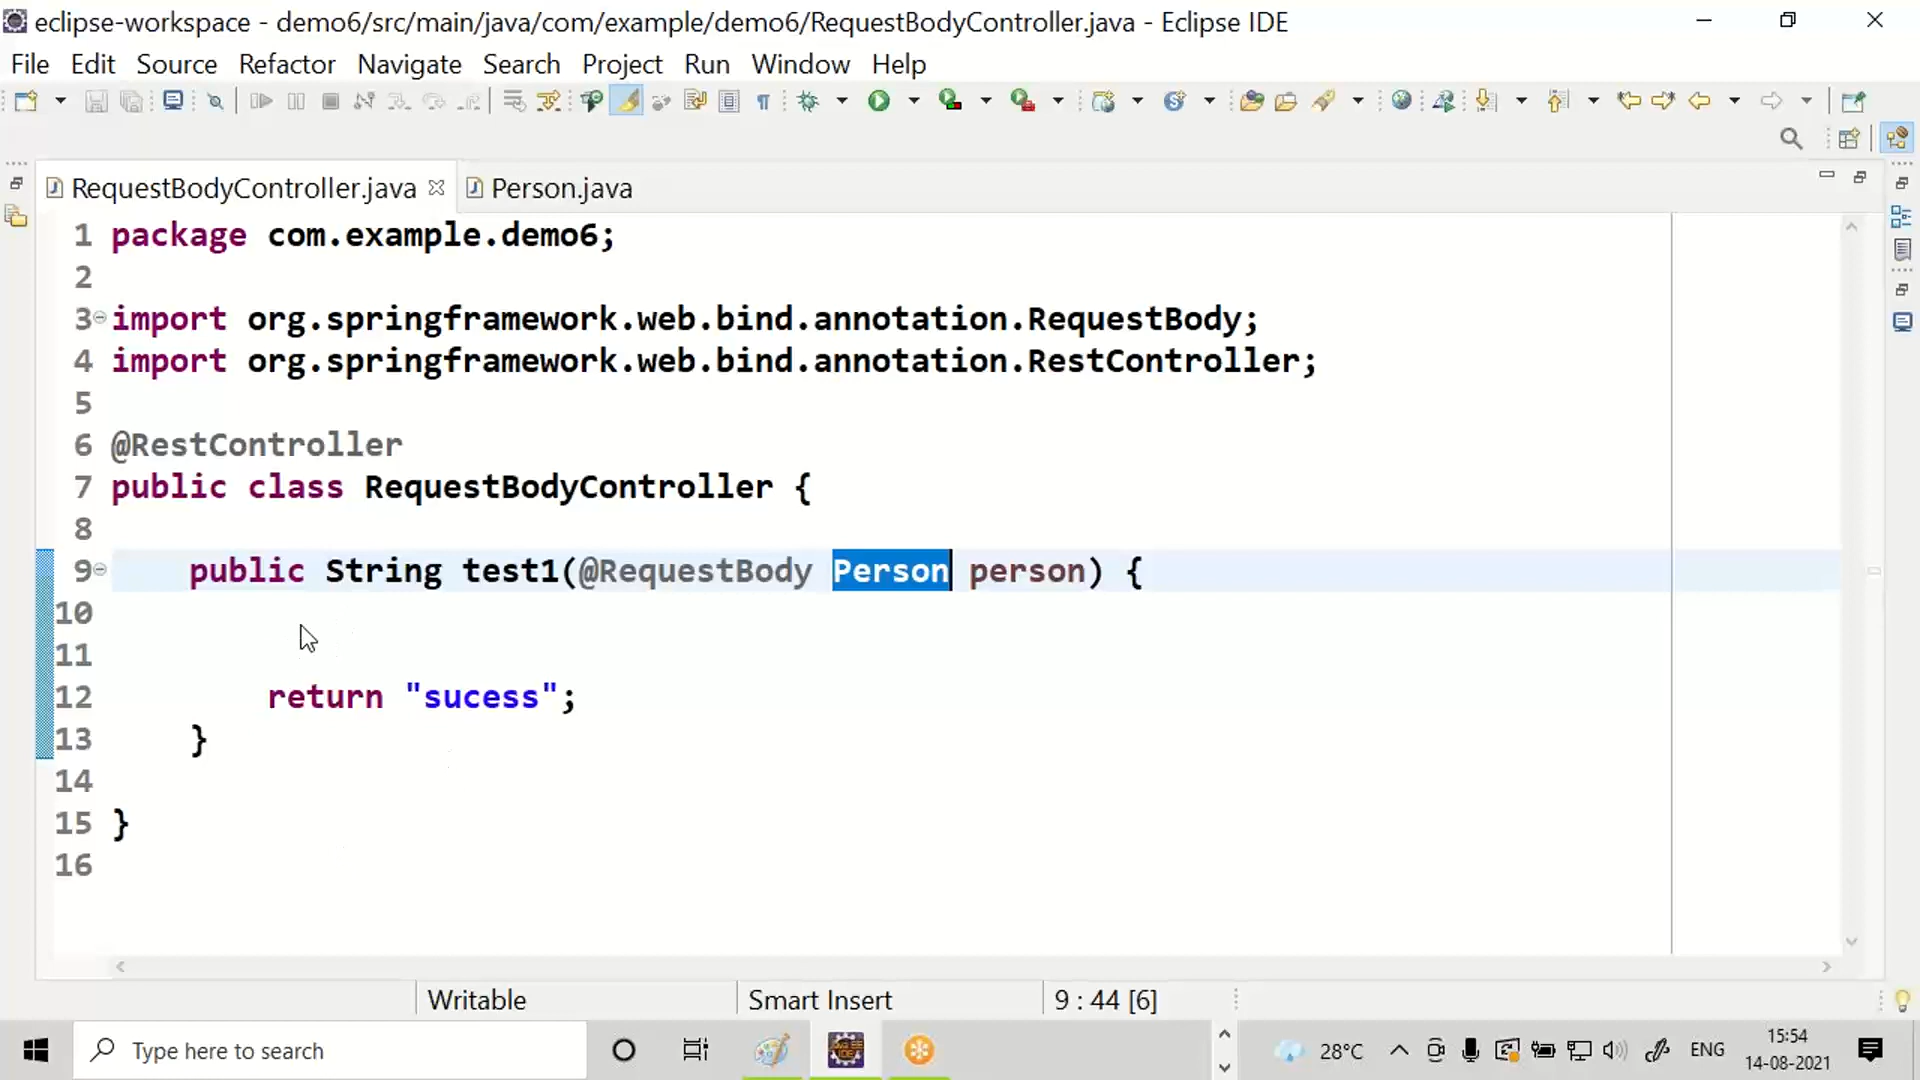 eclipse-workspace - demo6/src/main/java/com/example/demo6/RequestBodyController.java - Eclipse IDE
File Edit Source Refactor Navigate Search Project Run Window Help
RequestBodyController.java Person.java
1 package com.example.demo6;
2
3 import org.springframework.web.bind.annotation.RequestBody;
4 import org.springframework.web.bind.annotation.RestController;
5
6 @RestController
7 public class RequestBodyController {
8
9 public String test1(@RequestBody Person person) {
10
11
12 return "sucess";
13 }
14
15 }
16
Writable Smart Insert 9 : 44 [6]
Type here to search 28°C ENG 15:54
14-08-2021